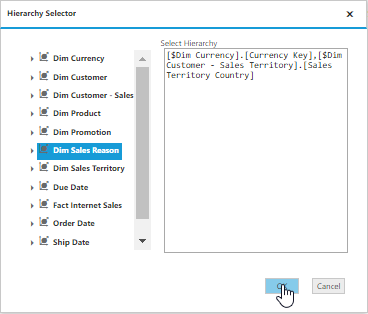 Hierarchy Selector
Select Hierarchy
Dim Currency
Dim Customer
Dim Customer - Sales
Dim Product
Dim Promotion
Dim Sales Reason
Dim Sales Territory
Due Date
Fact Internet Sales
Order Date
Ship Date
[$Dim Currency].[Currency Key],[$Dim
Customer - Sales Territory].[Sales
Territory Country]
Cancel